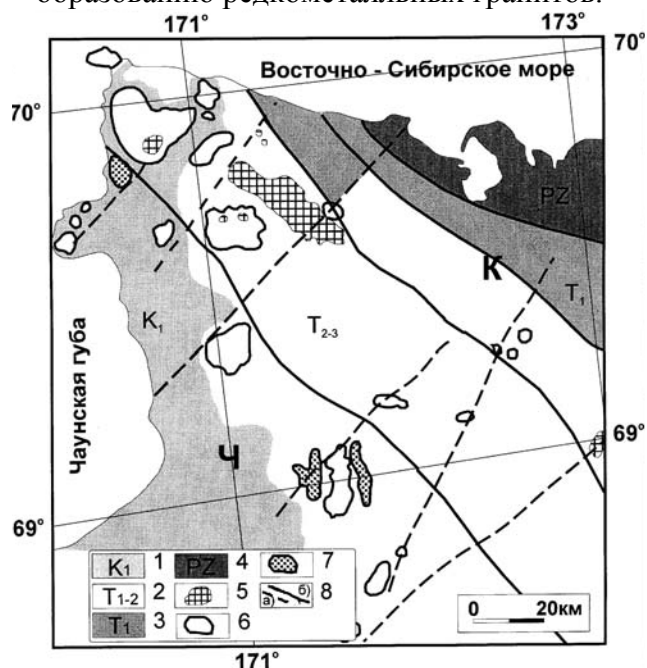 образованию редкометалльных гранитов.
171° 173°
70°
Восточно - Сибирское море
70°
PZ
К
T₁
K₁
T₂₋₃
Чаунская губа
Ч
69°
69°
K₁ 1 PZ 4 7
T₁₋₂ 2 5 а) б) 8
T₁ 3 6
0 20км
171°